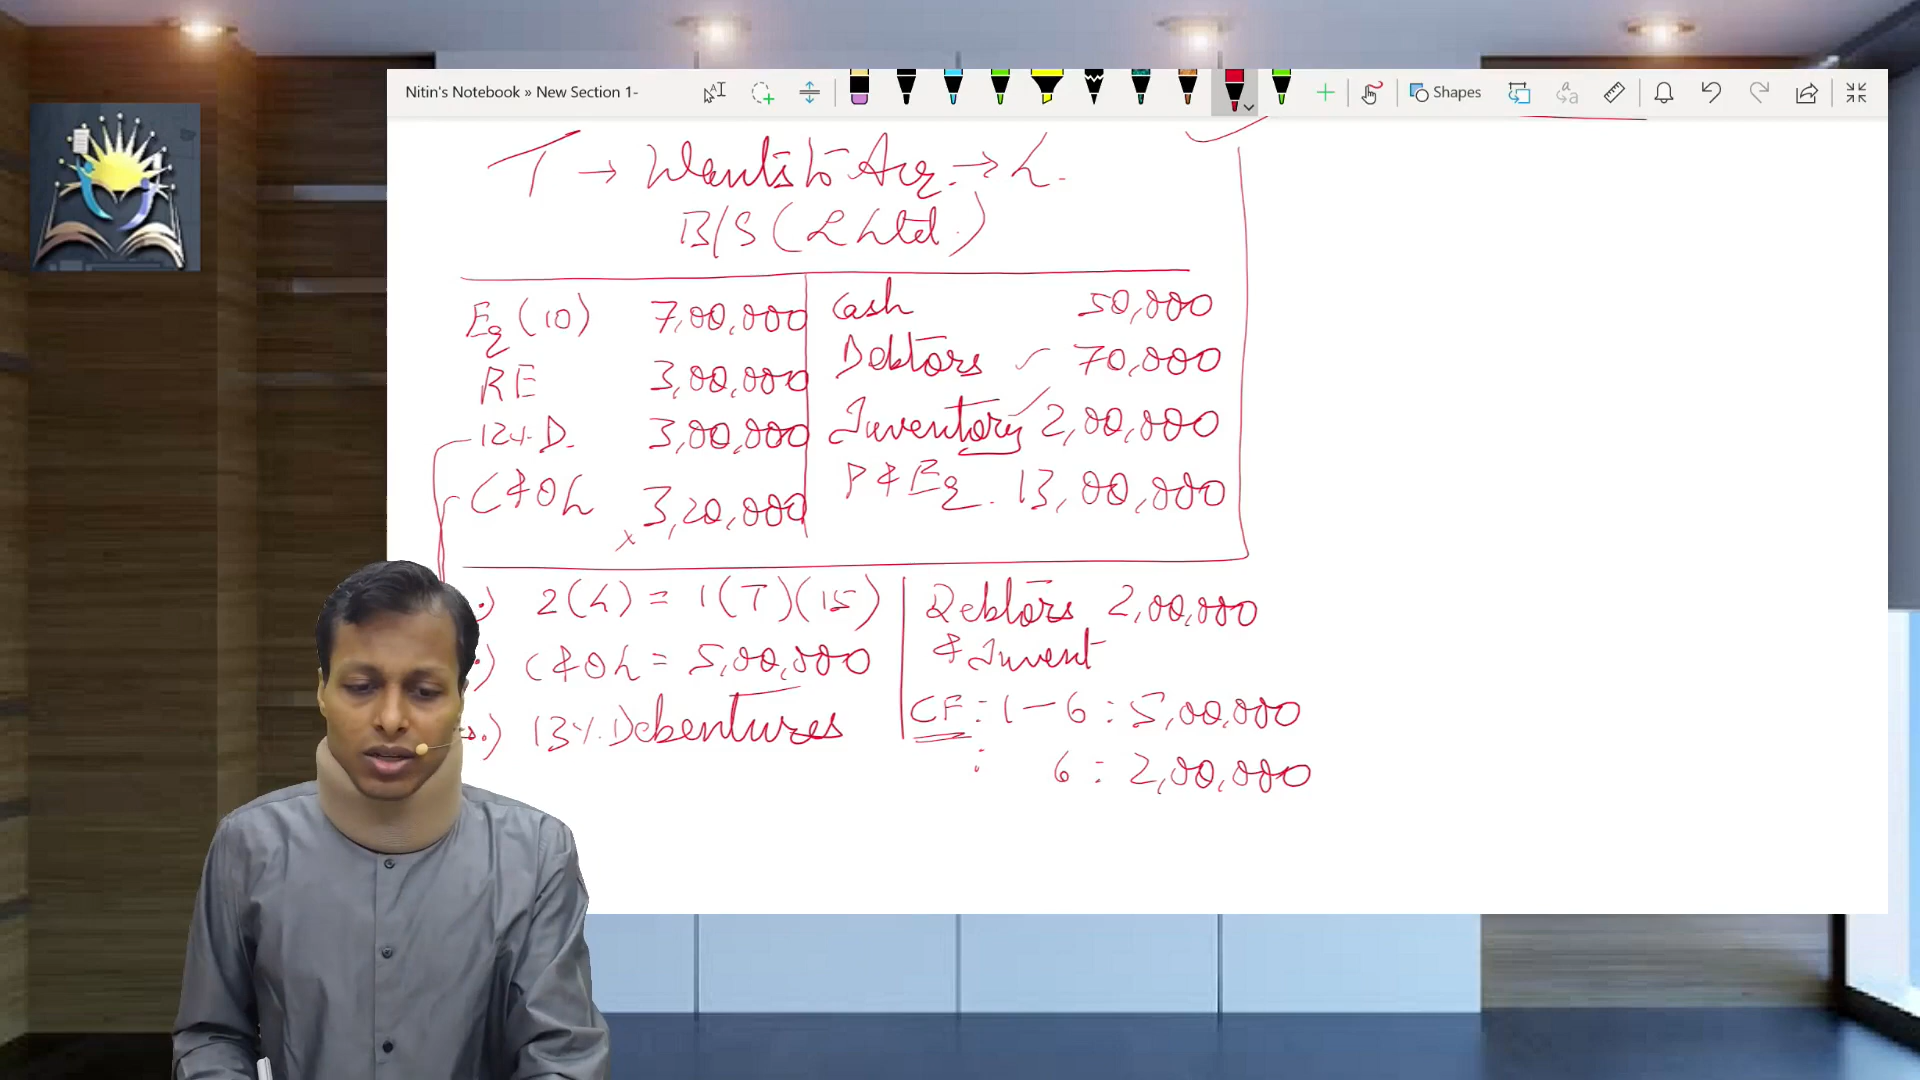 Nitin's Notebook » New Section 1-
Shapes
T → Wants to Acq. → L.
B/S (L Ltd.)
Eq (10) 7,00,000 Cash 50,000
RE 3,00,000 Debtors 70,000
12% D. 3,00,000 Inventory 2,00,000
C & OL 3,20,000 P & Eq. 13,00,000
2(L) = 1(T)(15) Debtors 2,00,000
& Invent
C & OL = 5,00,000
CF : 1 – 6 : 5,00,000
13% Debentures
: 6 : 2,00,000